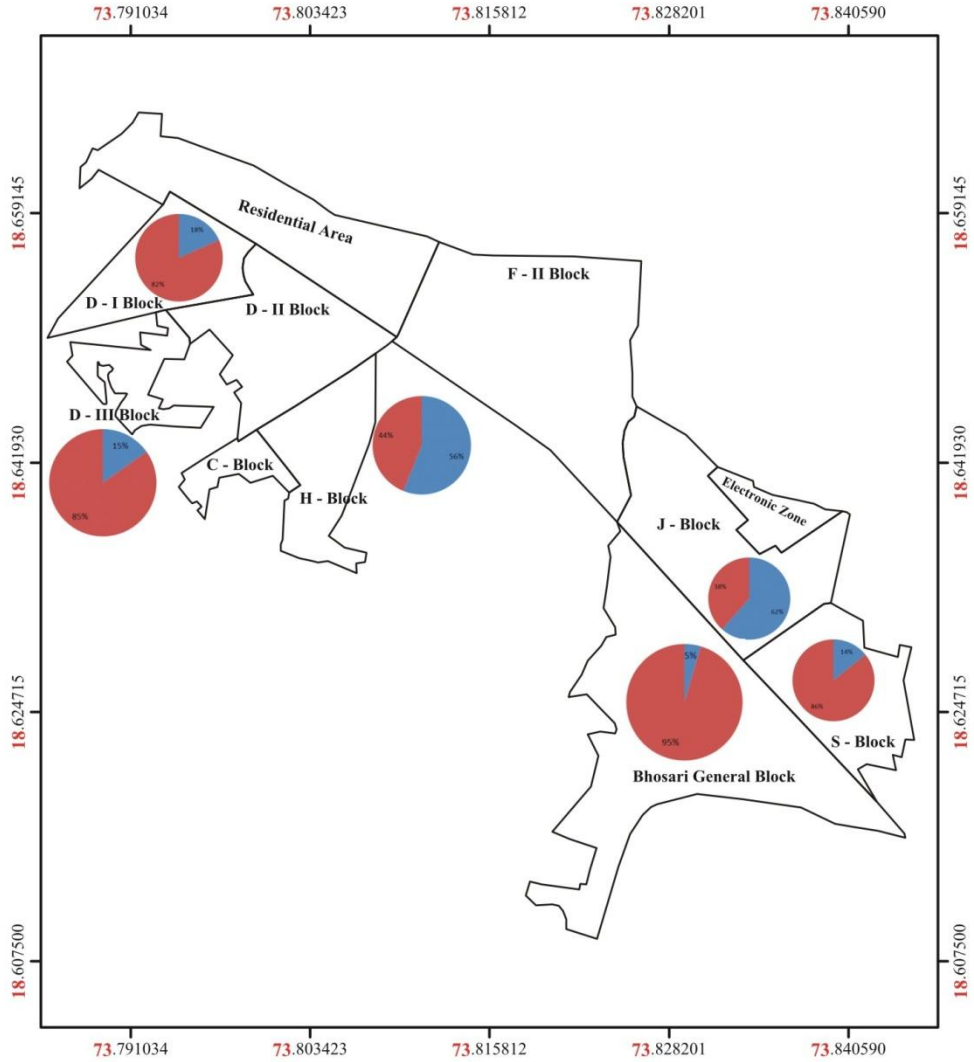 73.791034 73.803423 73.815812 73.828201 73.840590
18.659145 18.659145
Residential Area
18%
82%
F - II Block
D - I Block
D - II Block
D - III Block
44%
56%
18.641930 18.641930
15%
85%
C - Block
H - Block
Electronic Zone
J - Block
38%
62%
5%
95%
14%
86%
18.624715 18.624715
S - Block
Bhosari General Block
18.607500 18.607500
73.791034 73.803423 73.815812 73.828201 73.840590